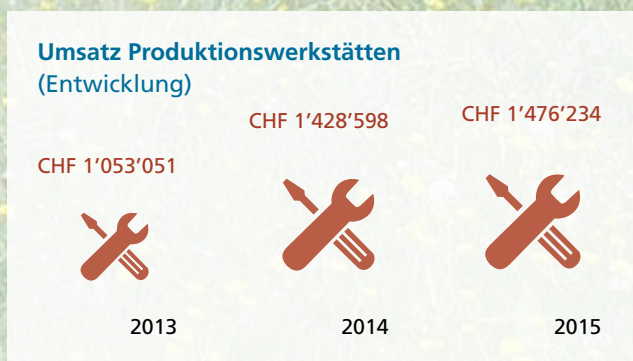 Umsatz Produktionswerkstätten
(Entwicklung)
CHF 1’053’051
CHF 1’428’598
CHF 1’476’234
2013
2014
2015